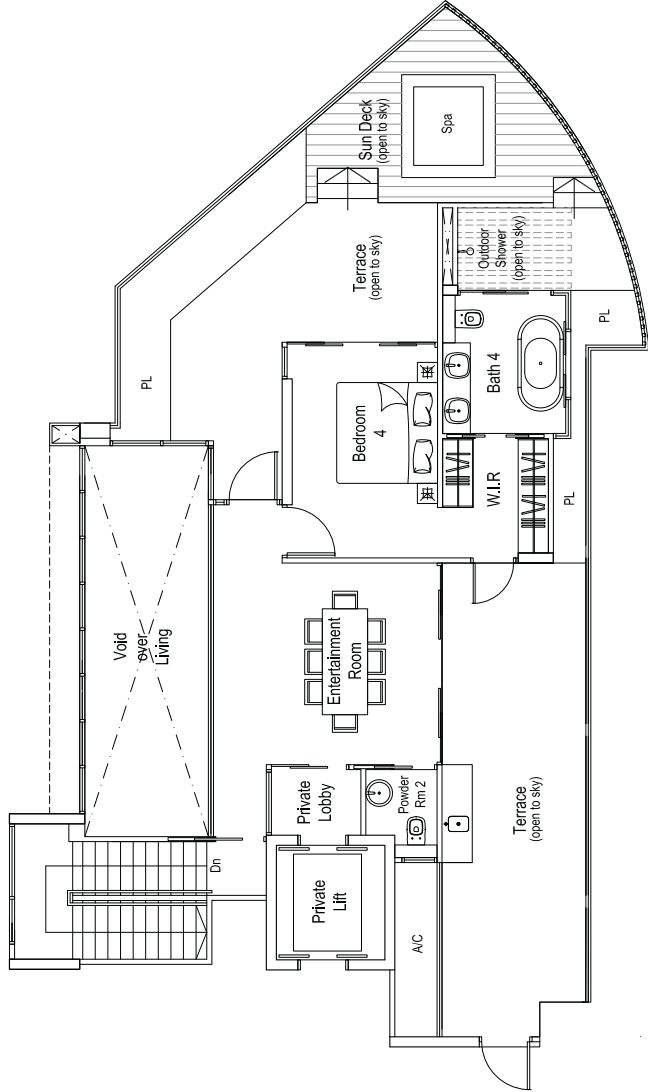 Sun Deck
(open to sky)
Spa
Terrace
(open to sky)
Outdoor
Shower
(open to sky)
PL
PL
Bath 4
Bedroom
4
W.I.R
PL
Void
over
Living
Entertainment
Room
Private
Lobby
Powder
Rm 2
Terrace
(open to sky)
Dn
Private
Lift
A/C